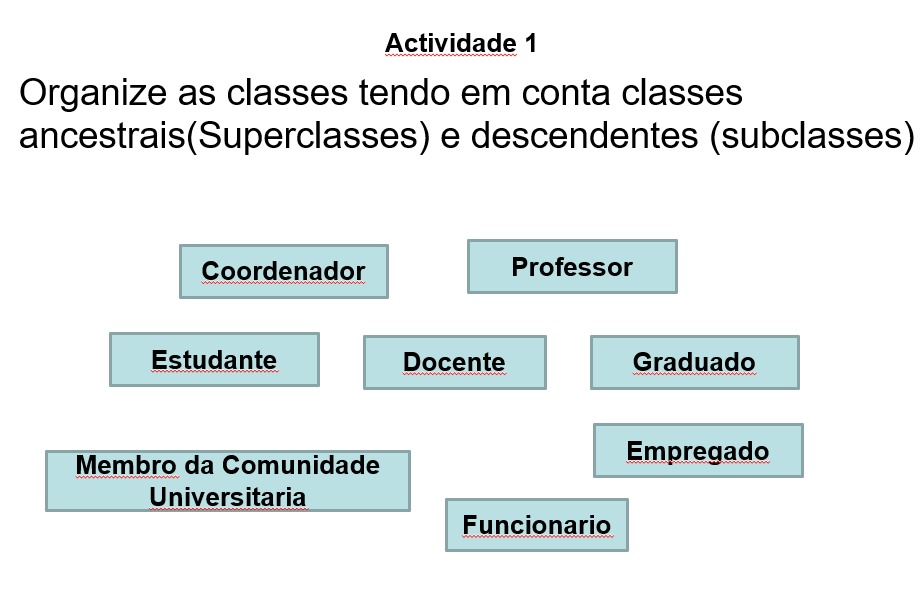 Actividade 1
Organize as classes tendo em conta classes
ancestrais(Superclasses) e descendentes (subclasses)
Coordenador
Professor
Estudante
Docente
Graduado
Empregado
Membro da Comunidade
Universitaria
Funcionario